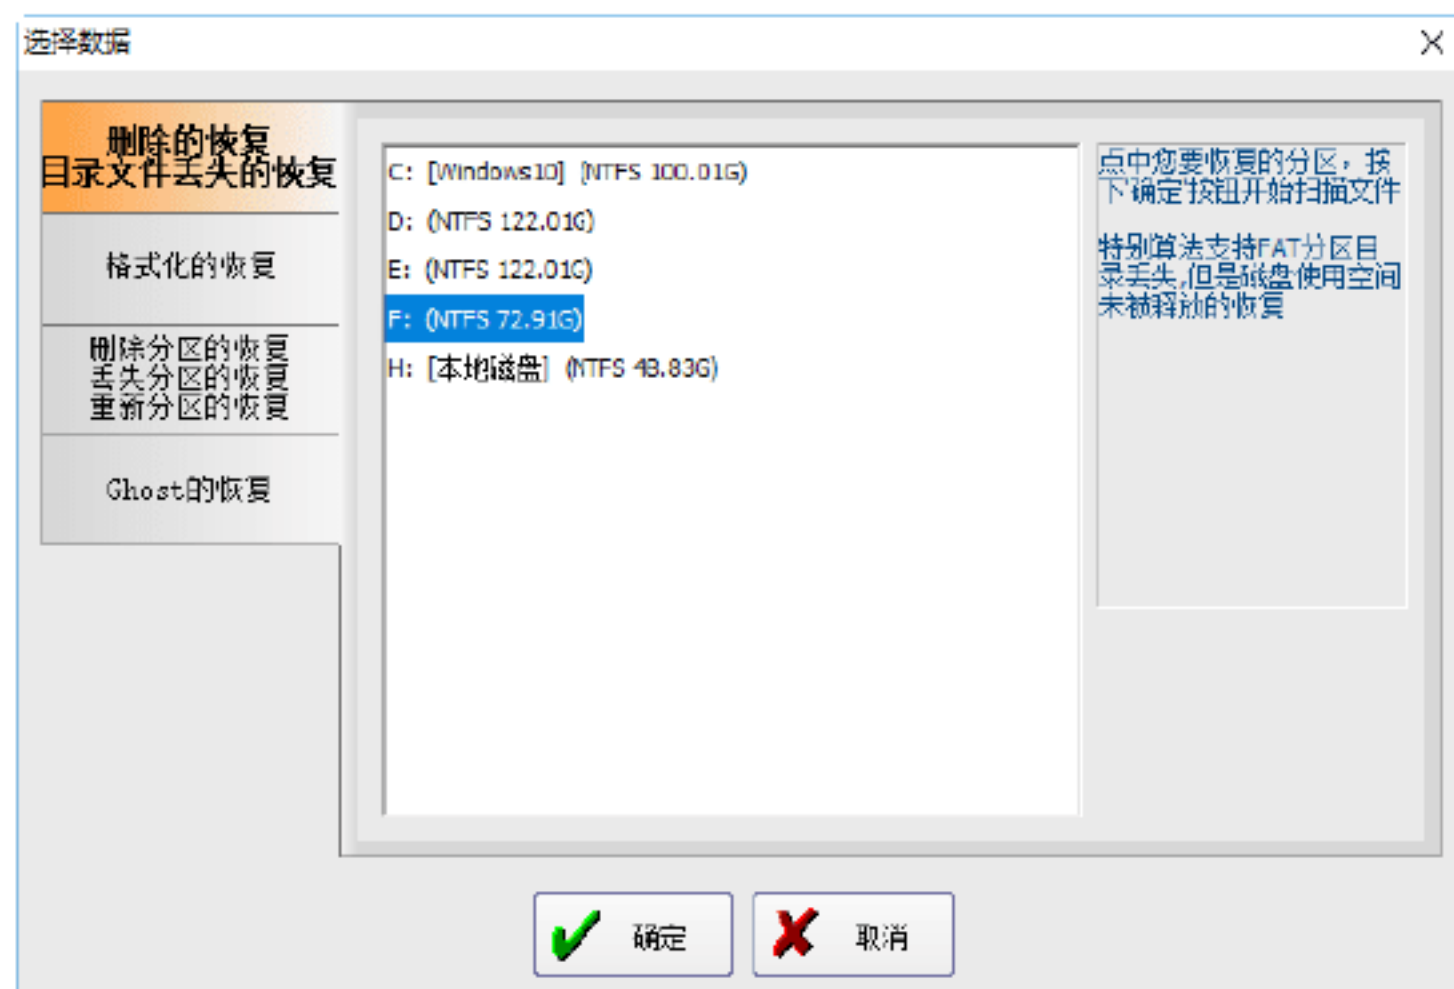 选择数据
删除的恢复
目录文件丢失的恢复
格式化的恢复
删除分区的恢复
丢失分区的恢复
重新分区的恢复
Ghost的恢复
C: [Windows10] (NTFS 100.01G)
D: (NTFS 122.01G)
E: (NTFS 122.01G)
F: (NTFS 72.91G)
H: [本地磁盘] (NTFS 48.83G)
点中您要恢复的分区，按
下'确定'按钮开始扫描文件
特别算法支持FAT分区目
录丢失,但是磁盘使用空间
未被释放的恢复
确定
取消